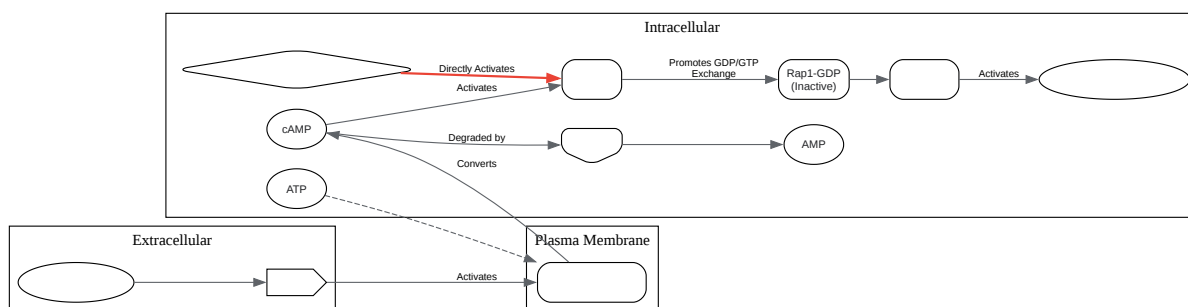 Intracellular
Directly Activates
Promotes GDP/GTP
Exchange
Rap1-GDP
(Inactive)
Activates
Activates
cAMP
Degraded by
AMP
Converts
ATP
Extracellular
Plasma Membrane
Activates